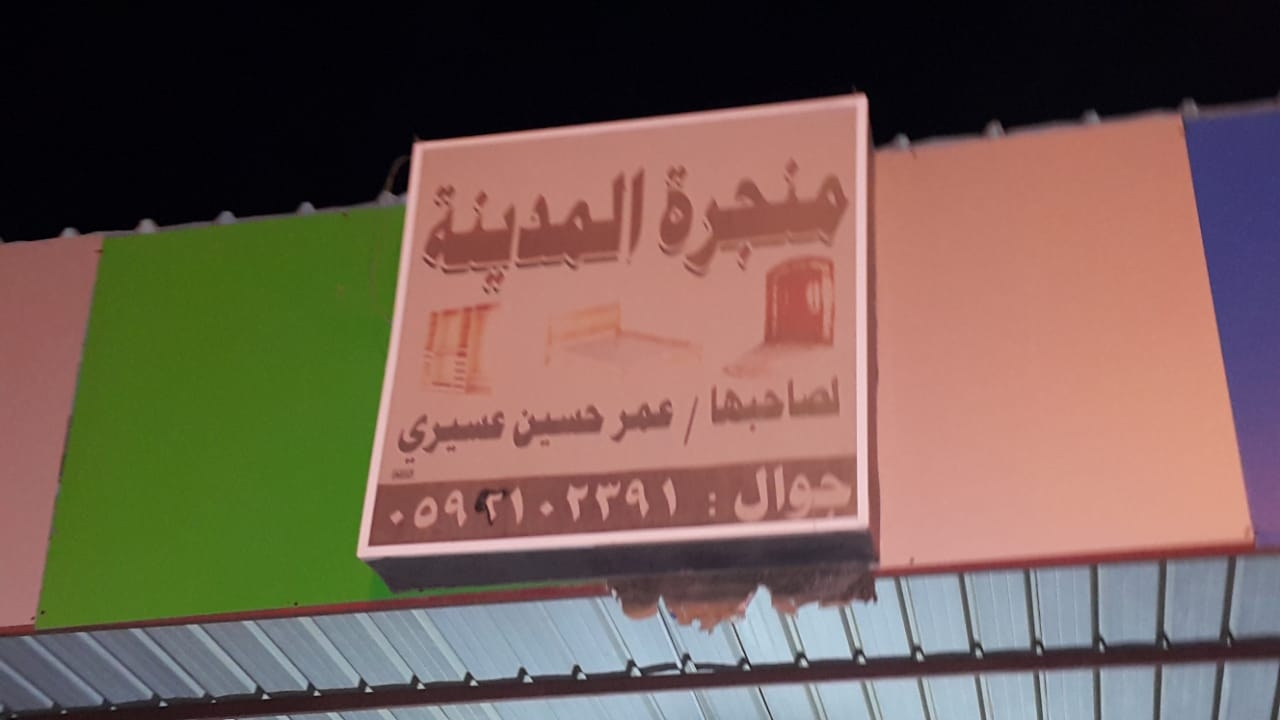 منجرة المدينة
لصاحبها / عمر حسين عسيري
جوال : ٠٥٩٢١٠٢٣٩١